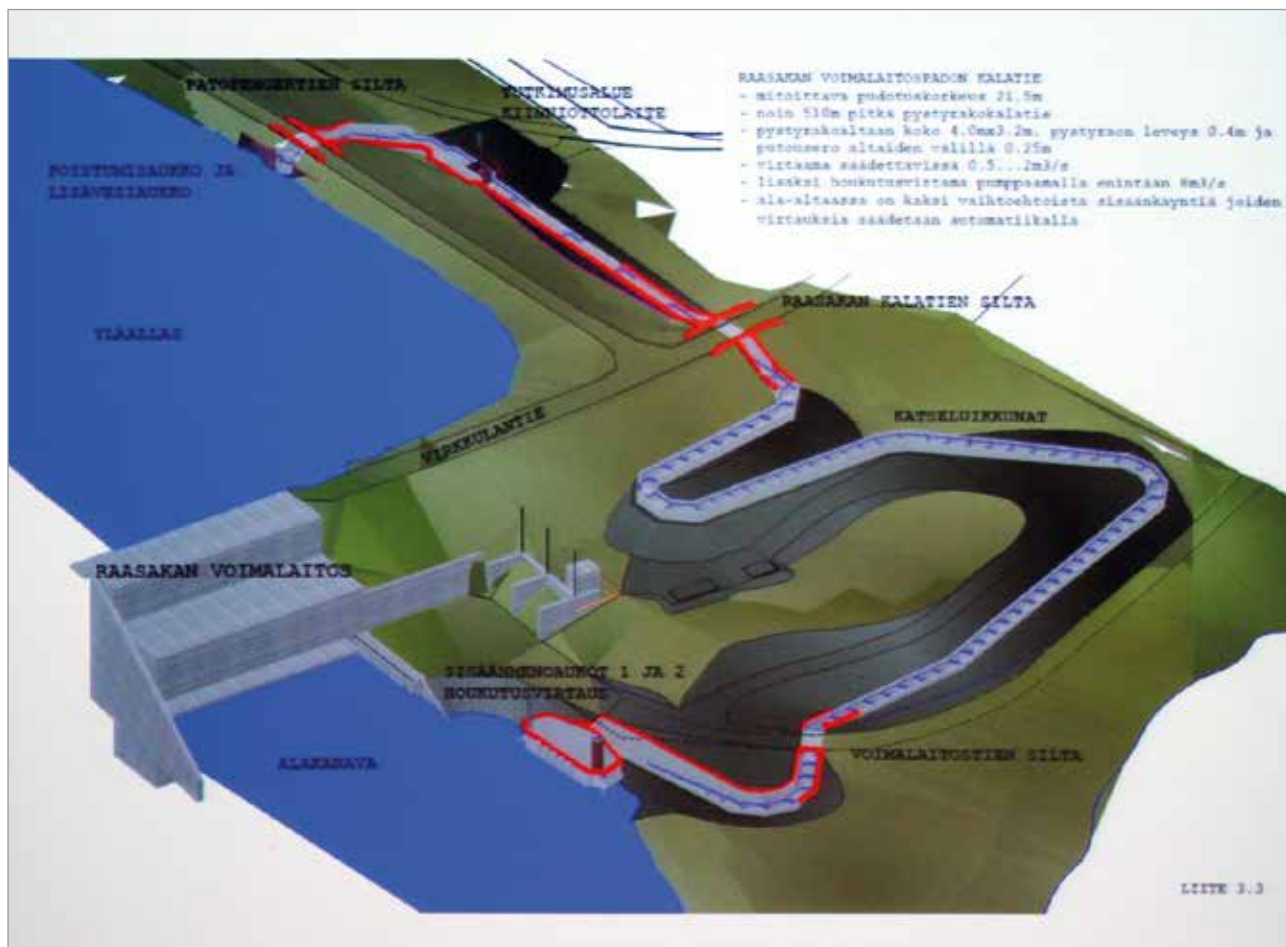 PATOPENGERTIEN SILTA
TUTKIMUSALUE
KIINNIOTTOLAITE
RAASAKAN VOIMALAITOSPADON KALATIE
- mitoittava pudotuskorkeus 21.5m
- noin 510m pitkä pystyrakokalatie
- pystyrakoaltaan koko 4.0mx3.2m, pystyraon leveys 0.4m ja
putousero altaiden välillä 0.25m
- virtaama säädettävissä 0.5...2m3/s
- lisäksi houkutusvirtaama pumppaamalla enintään 8m3/s
- ala-altaassa on kaksi vaihtoehtoista sisäänkäyntiä joiden
virtauksia säädetään automatiikalla
POISTUMISAUKKO JA
LISÄVESIAUKKO
YLÄALLAS
RAASAKAN KALATIEN SILTA
VIRKKULANTIE
KATSELUIKKUNAT
RAASAKAN VOIMALAITOS
SISÄÄNMENOAUKOT 1 JA 2
HOUKUTUSVIRTAUS
ALAKANAVA
VOIMALAITOSTIEN SILTA
LIITE 3.3